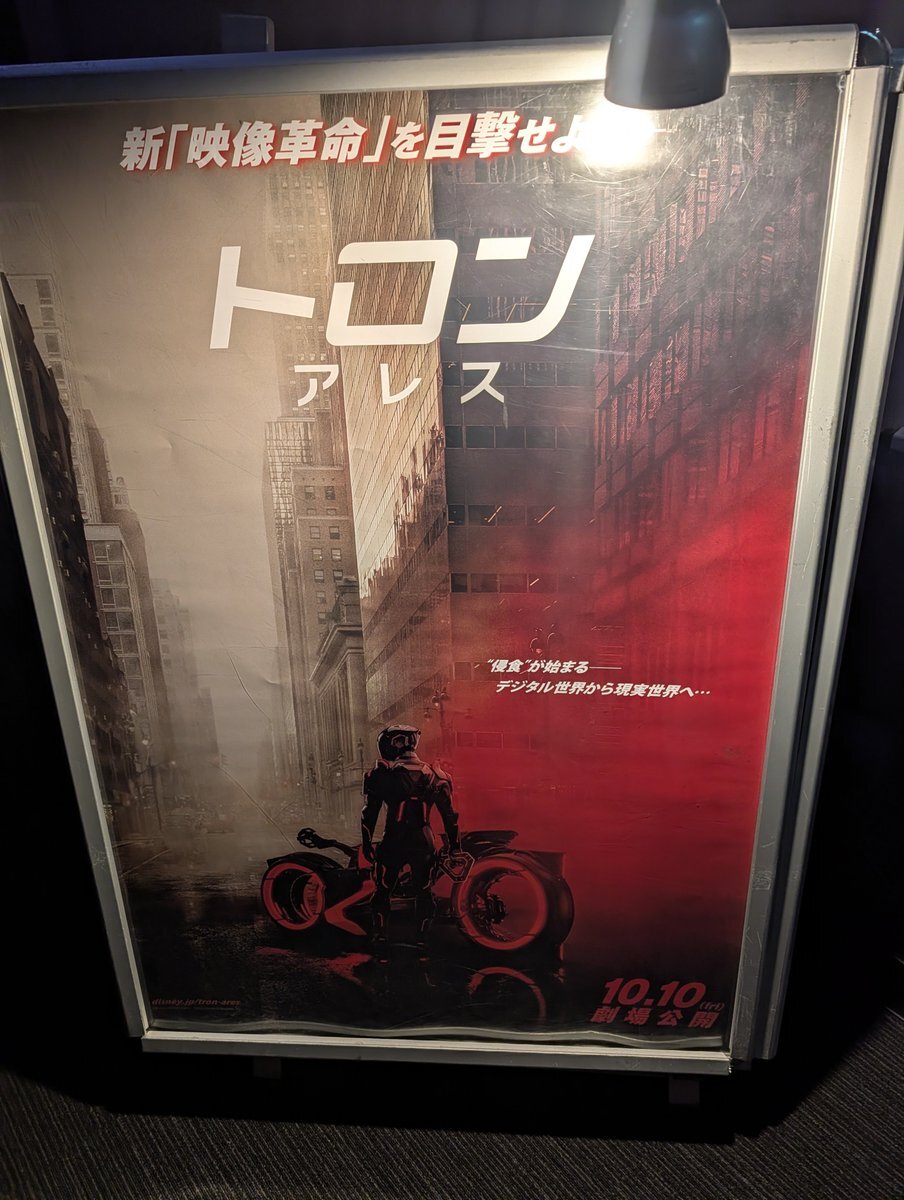 新「映像革命」を目撃せよ
トロン
アレス
“侵食”が始まる──
デジタル世界から現実世界へ…
disney.jp/tron-ares
10.10(fri)
劇場公開